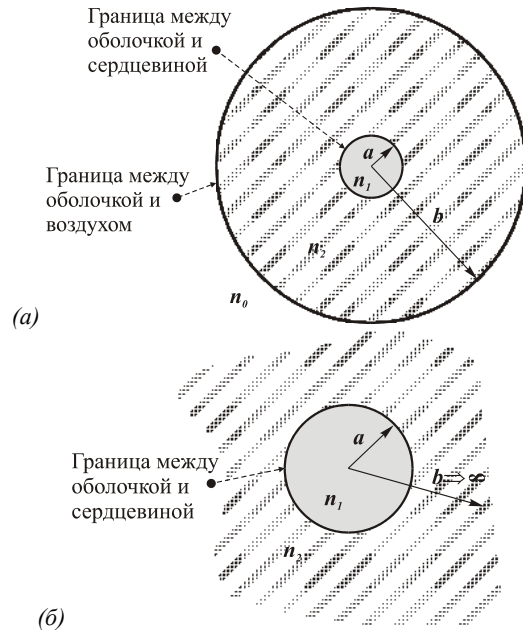 Граница между
оболочкой и
сердцевиной
a
n₁
Граница между
оболочкой и
воздухом
b
n₂
n₀
(а)
a
Граница между
оболочкой и
сердцевиной
b⇒∞
n₁
n₂
(б)